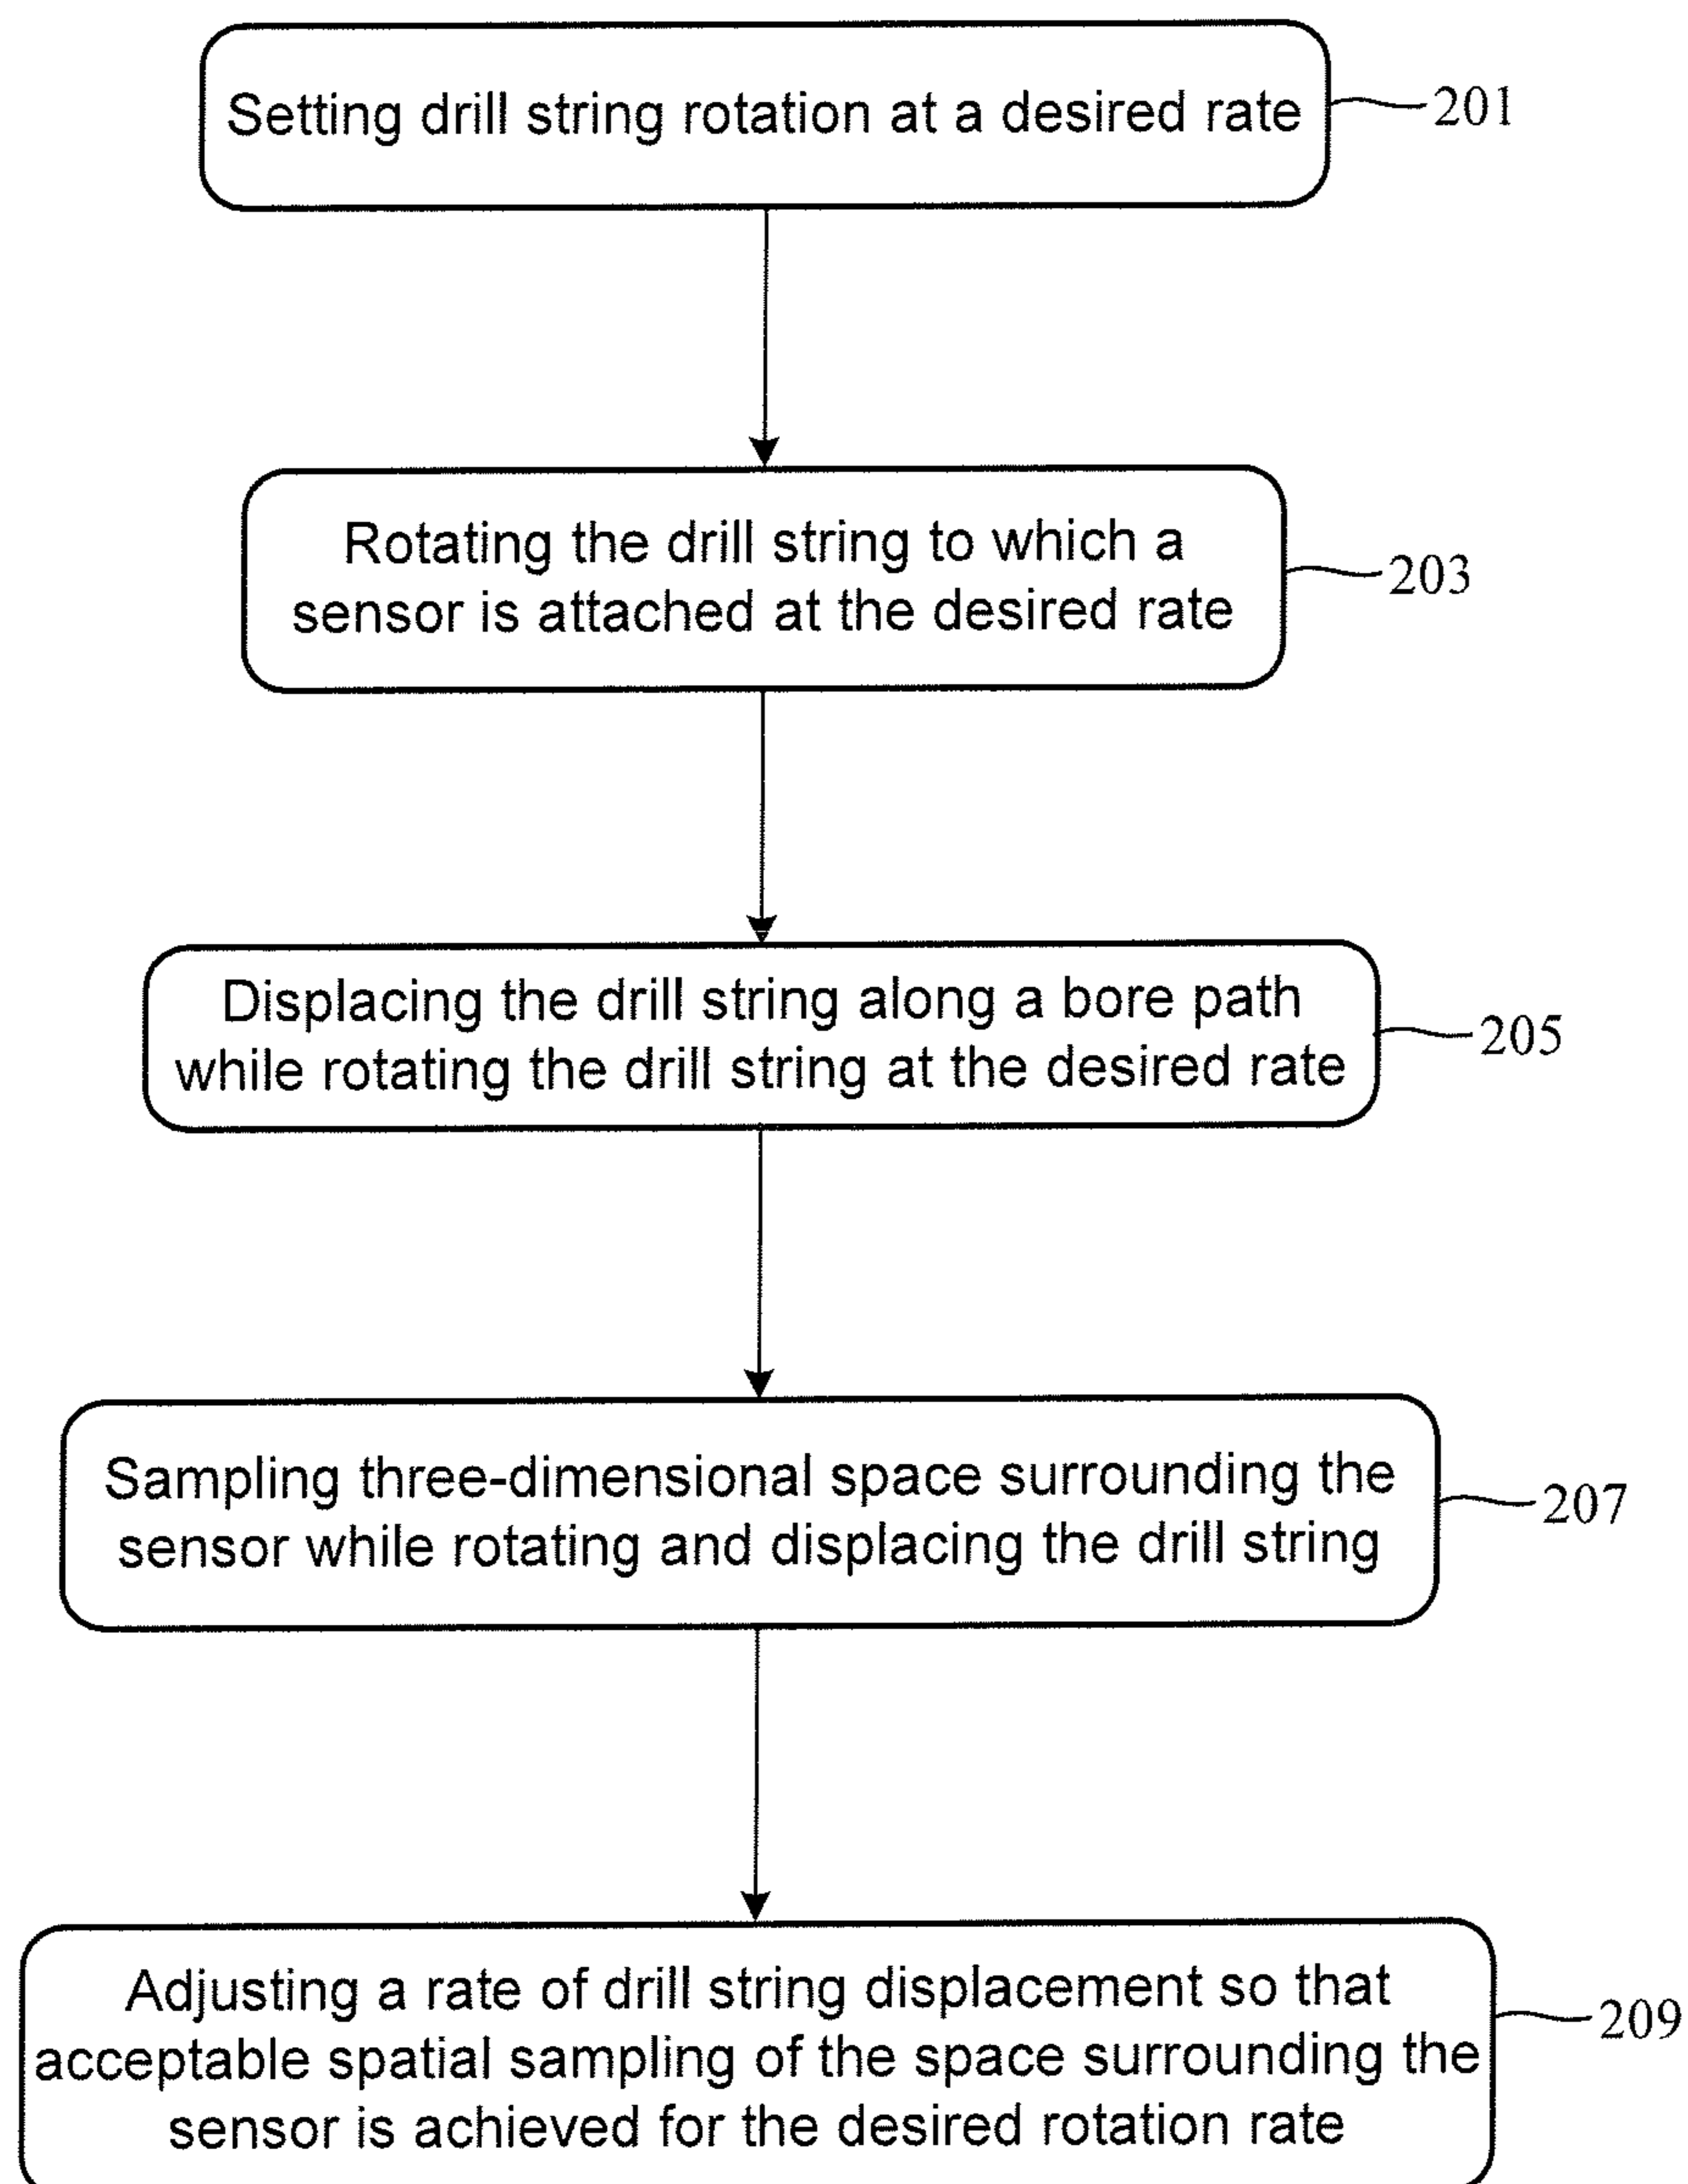 Setting drill string rotation at a desired rate
201
Rotating the drill string to which a
sensor is attached at the desired rate
203
Displacing the drill string along a bore path
while rotating the drill string at the desired rate
205
Sampling three-dimensional space surrounding the
sensor while rotating and displacing the drill string
207
Adjusting a rate of drill string displacement so that
acceptable spatial sampling of the space surrounding the
sensor is achieved for the desired rotation rate
209